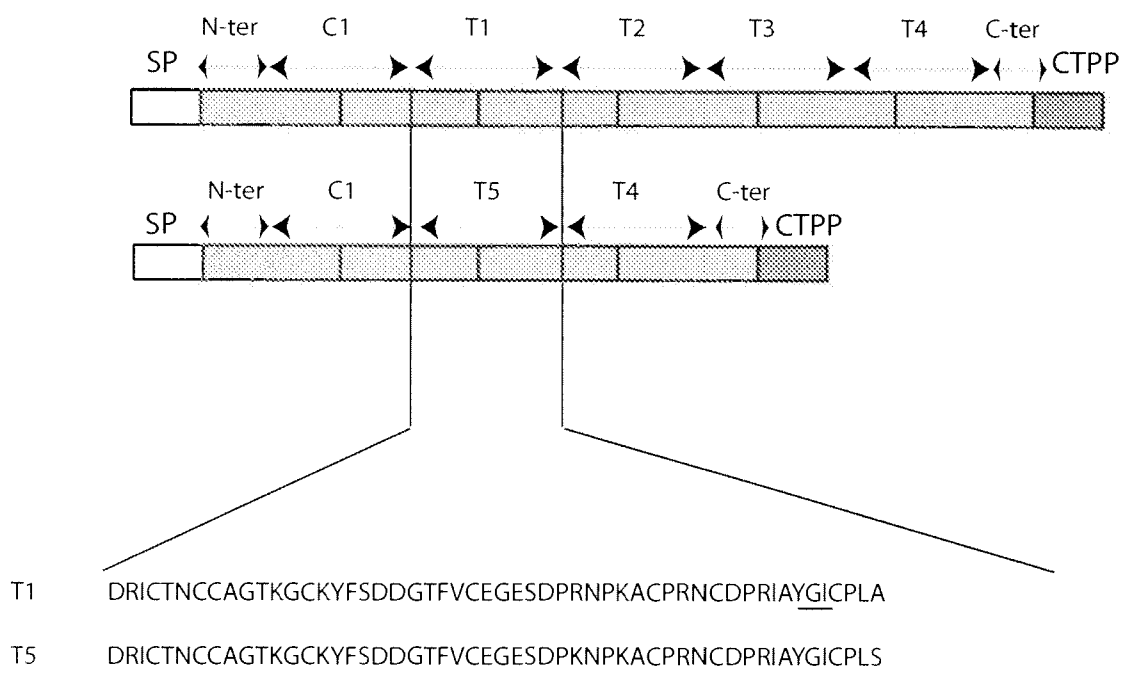 N-ter C1 T1 T2 T3 T4 C-ter
SP CTPP
N-ter C1 T5 T4 C-ter
SP CTPP
T1 DRICTNCCAGTKGCKYFSDDGTFVCEGESDPRNPKACPRNCDPRIAYGICPLA
T5 DRICTNCCAGTKGCKYFSDDGTFVCEGESDPKNPKACPRNCDPRIAYGICPLS